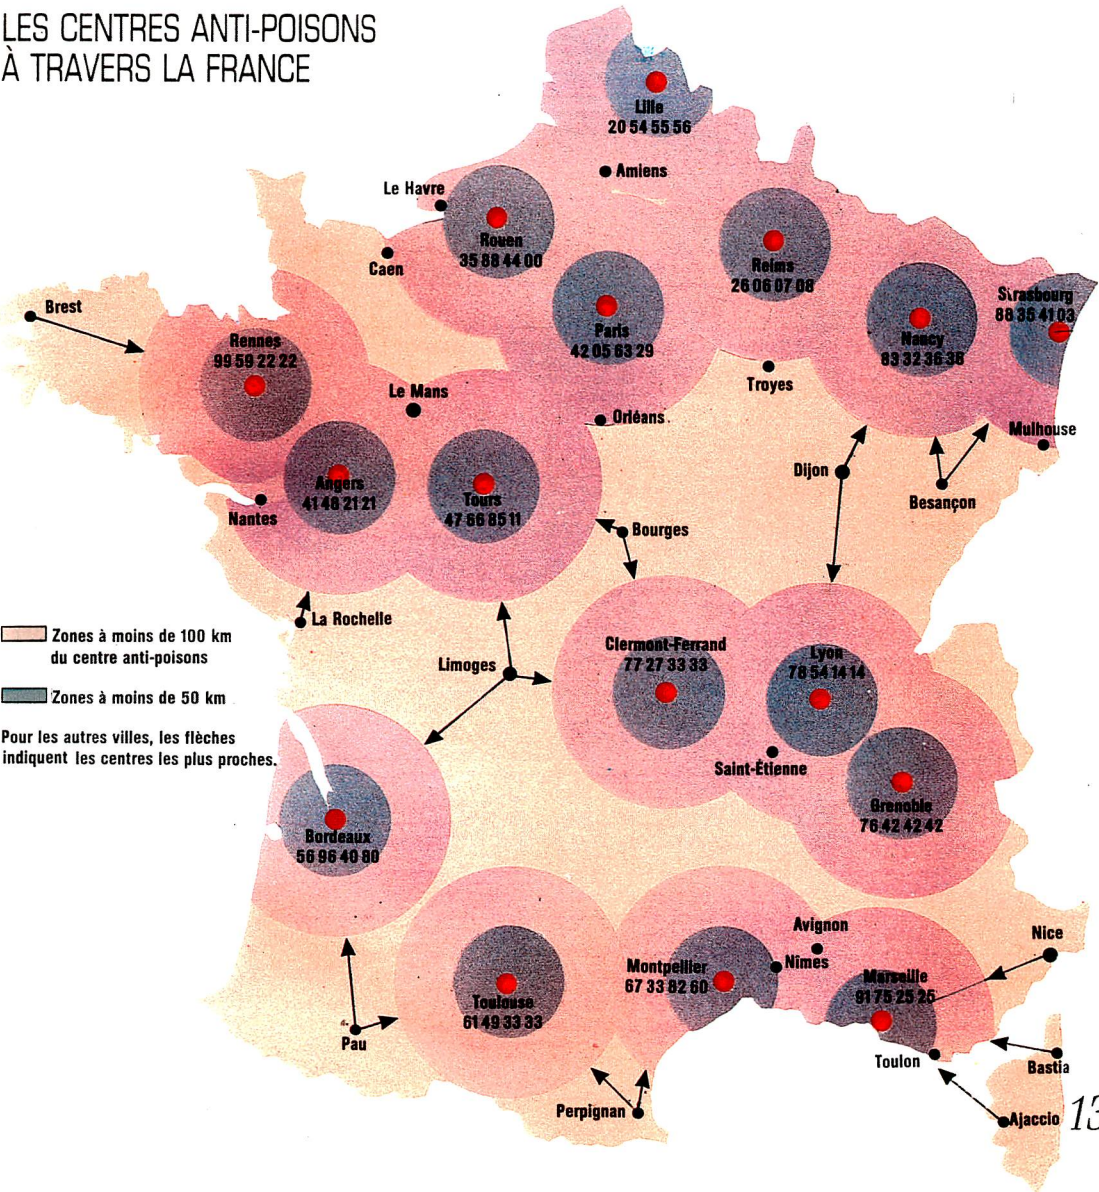 LES CENTRES ANTI-POISONS
À TRAVERS LA FRANCE
Lille
20 54 55 56
Amiens
Le Havre
Rouen
35 88 44 00
Caen
Reims
26 06 07 08
Strasbourg
88 35 41 03
Brest
Paris
42 05 63 29
Nancy
83 32 36 36
Rennes
99 59 22 22
Troyes
Le Mans
Orléans
Mulhouse
Dijon
Besançon
Angers
41 48 21 21
Tours
47 66 85 11
Nantes
Bourges
La Rochelle
Zones à moins de 100 km
du centre anti-poisons
Zones à moins de 50 km
Pour les autres villes, les flèches
indiquent les centres les plus proches.
Limoges
Clermont-Ferrand
77 27 33 33
Lyon
78 54 14 14
Saint-Étienne
Grenoble
76 42 42 42
Bordeaux
56 96 40 80
Avignon
Nice
Nîmes
Montpellier
67 33 82 60
Marseille
91 75 25 25
Toulouse
61 49 33 33
Pau
Toulon
Bastia
Perpignan
Ajaccio
13